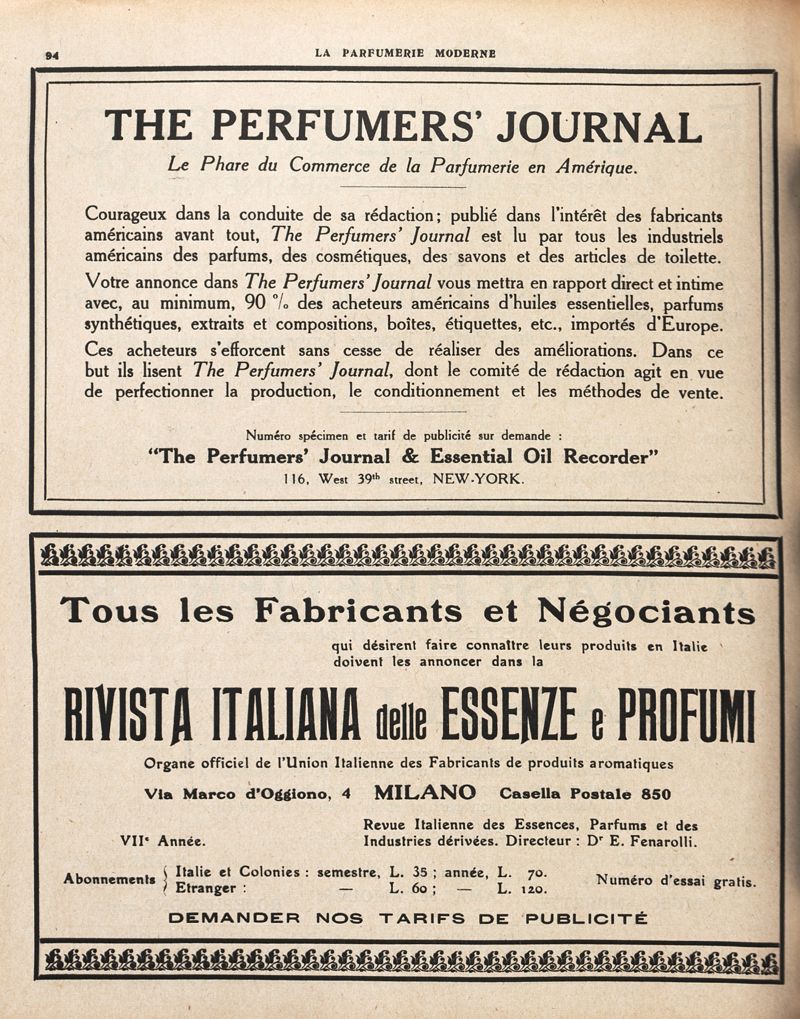 94
LA PARFUMERIE MODERNE
THE PERFUMERS' JOURNAL
Le Phare du Commerce de la Parfumerie en Amérique.
Courageux dans la conduite de sa rédaction; publié dans l'intérêt des fabricants
américains avant tout, The Perfumers' Journal est lu par tous les industriels
américains des parfums, des cosmétiques, des savons et des articles de toilette.
Votre annonce dans The Perfumers' Journal vous mettra en rapport direct et intime
avec, au minimum, 90 % des acheteurs américains d'huiles essentielles, parfums
synthétiques, extraits et compositions, boîtes, étiquettes, etc., importés d'Europe.
Ces acheteurs s'efforcent sans cesse de réaliser des améliorations. Dans ce
but ils lisent The Perfumers' Journal, dont le comité de rédaction agit en vue
de perfectionner la production, le conditionnement et les méthodes de vente.
Numéro spécimen et tarif de publicité sur demande :
"The Perfumers' Journal & Essential Oil Recorder"
116, West 39th street, NEW-YORK.
Tous les Fabricants et Négociants
qui désirent faire connaître leurs produits en Italie
doivent les annoncer dans la
RIVISTA ITALIANA delle ESSENZE e PROFUMI
Organe officiel de l'Union Italienne des Fabricants de produits aromatiques
Via Marco d'Oggiono, 4 MILANO Casella Postale 850
VIIe Année.
Revue Italienne des Essences, Parfums et des
Industries dérivées. Directeur : Dr E. Fenarolli.
Abonnements { Italie et Colonies : semestre, L. 35 ; année, L. 70.
Etranger : — L. 60 ; — L. 120.
Numéro d'essai gratis.
DEMANDER NOS TARIFS DE PUBLICITÉ